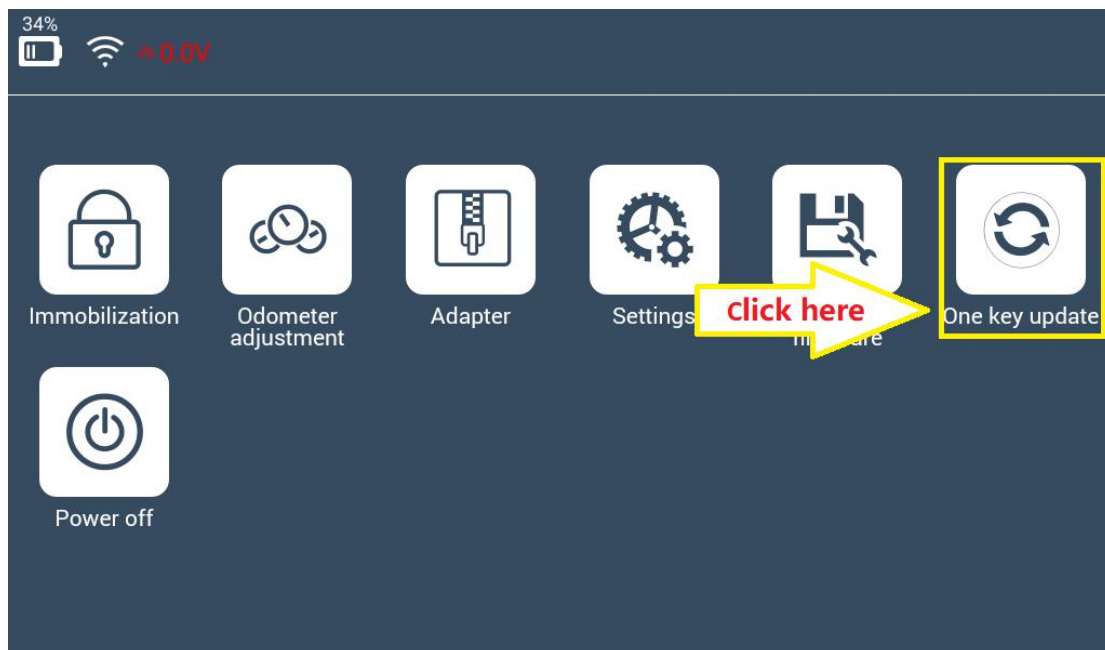 34%
0.0V
Immobilization
Odometer
adjustment
Adapter
Settings
Click here
One key update
Power off